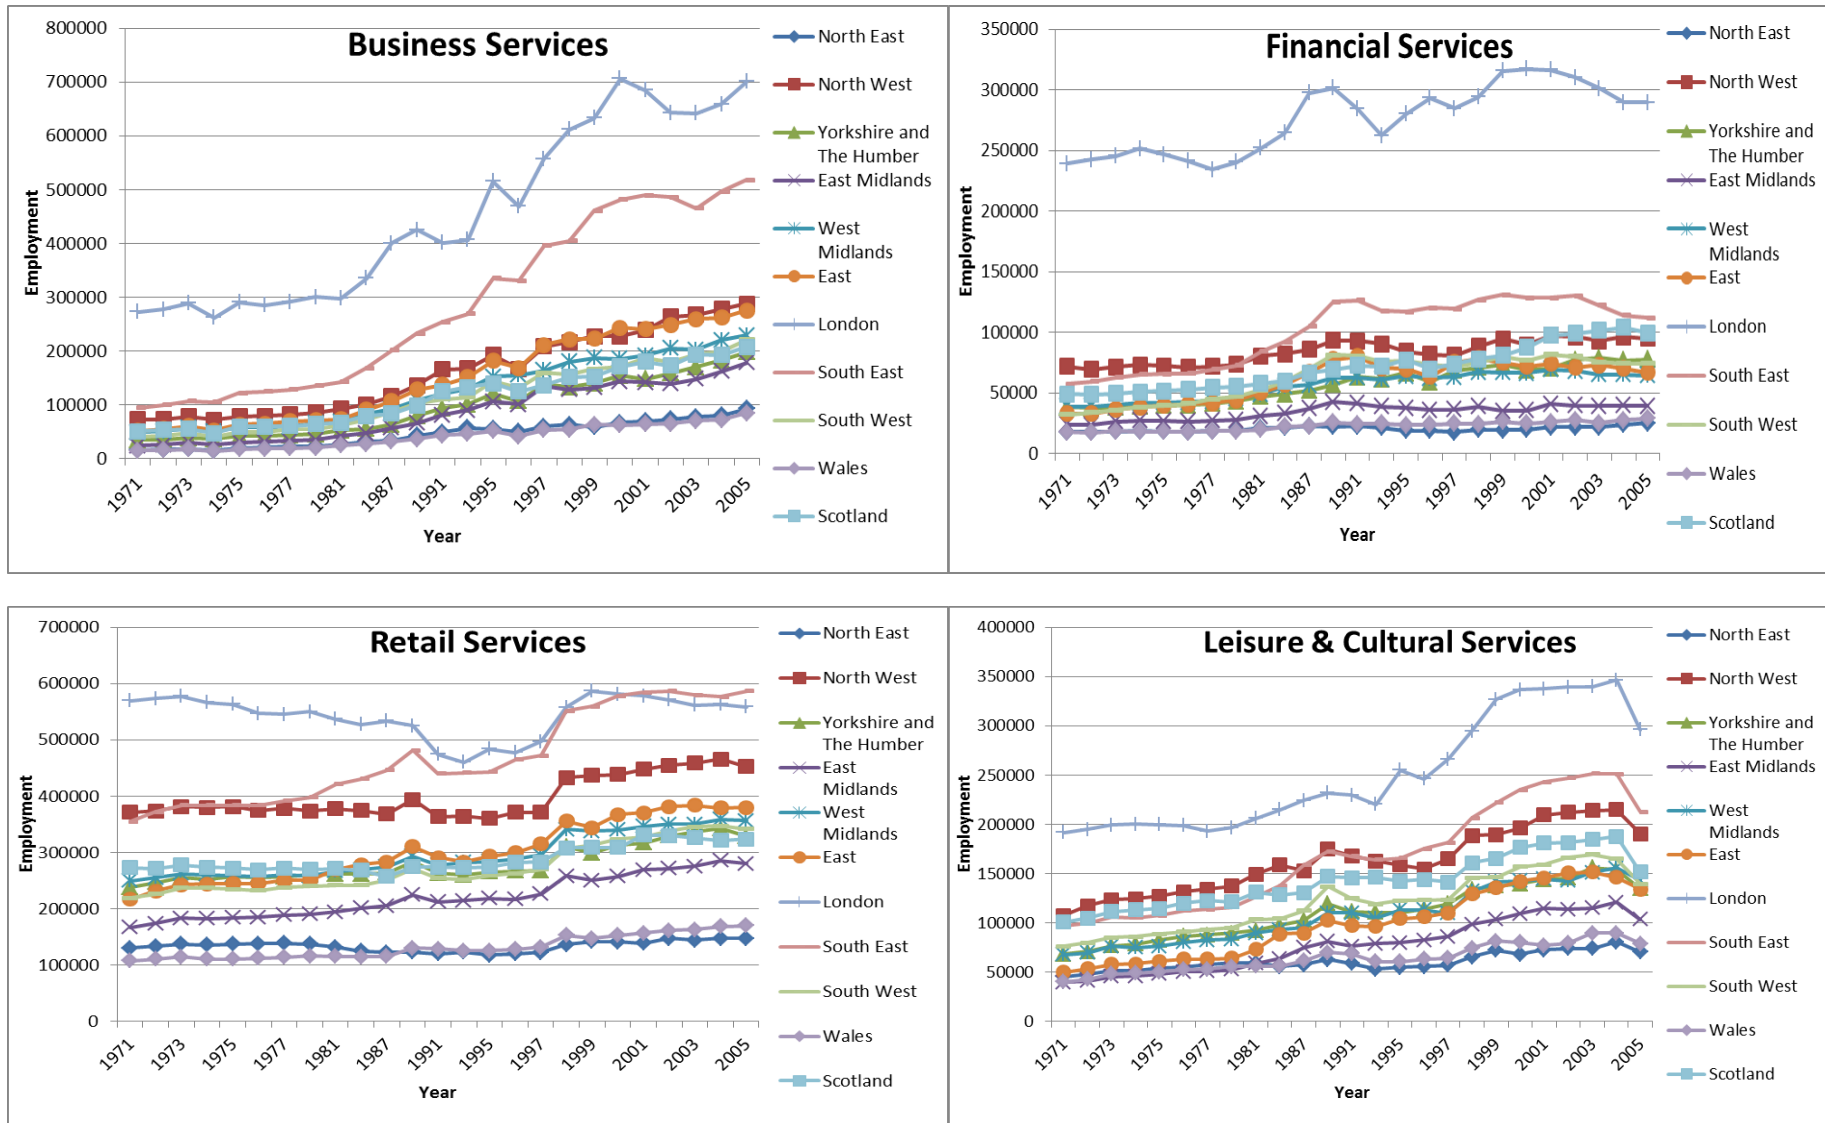 Business Services
800000
700000
600000
500000
400000
300000
200000
100000
0
Employment
1971
1973
1975
1977
1981
1987
1991
1995
1997
1999
2001
2003
2005
Year
North East
North West
Yorkshire and
The Humber
East Midlands
West
Midlands
East
London
South East
South West
Wales
Scotland
Financial Services
350000
300000
250000
200000
150000
100000
50000
0
Employment
1971
1973
1975
1977
1981
1987
1991
1995
1997
1999
2001
2003
2005
Year
North East
North West
Yorkshire and
The Humber
East Midlands
West
Midlands
East
London
South East
South West
Wales
Scotland
Retail Services
700000
600000
500000
400000
300000
200000
100000
0
Employment
1971
1973
1975
1977
1981
1987
1991
1995
1997
1999
2001
2003
2005
Year
North East
North West
Yorkshire and
The Humber
East
Midlands
West
Midlands
East
London
South East
South West
Wales
Scotland
Leisure & Cultural Services
400000
350000
300000
250000
200000
150000
100000
50000
0
Employment
1971
1973
1975
1977
1981
1987
1991
1995
1997
1999
2001
2003
2005
Year
North East
North West
Yorkshire and
The Humber
East Midlands
West
Midlands
East
London
South East
South West
Wales
Scotland